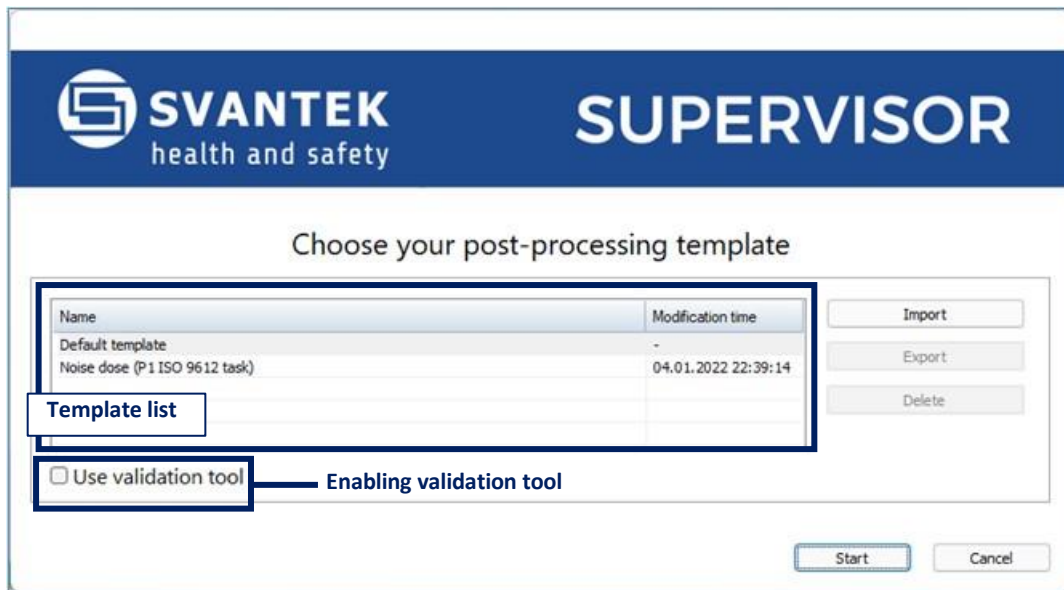 SVANTEK
health and safety
SUPERVISOR
Choose your post-processing template
Name Modification time
Default template -
Noise dose (P1 ISO 9612 task) 04.01.2022 22:39:14
Import
Export
Delete
Template list
Use validation tool
Enabling validation tool
Start Cancel